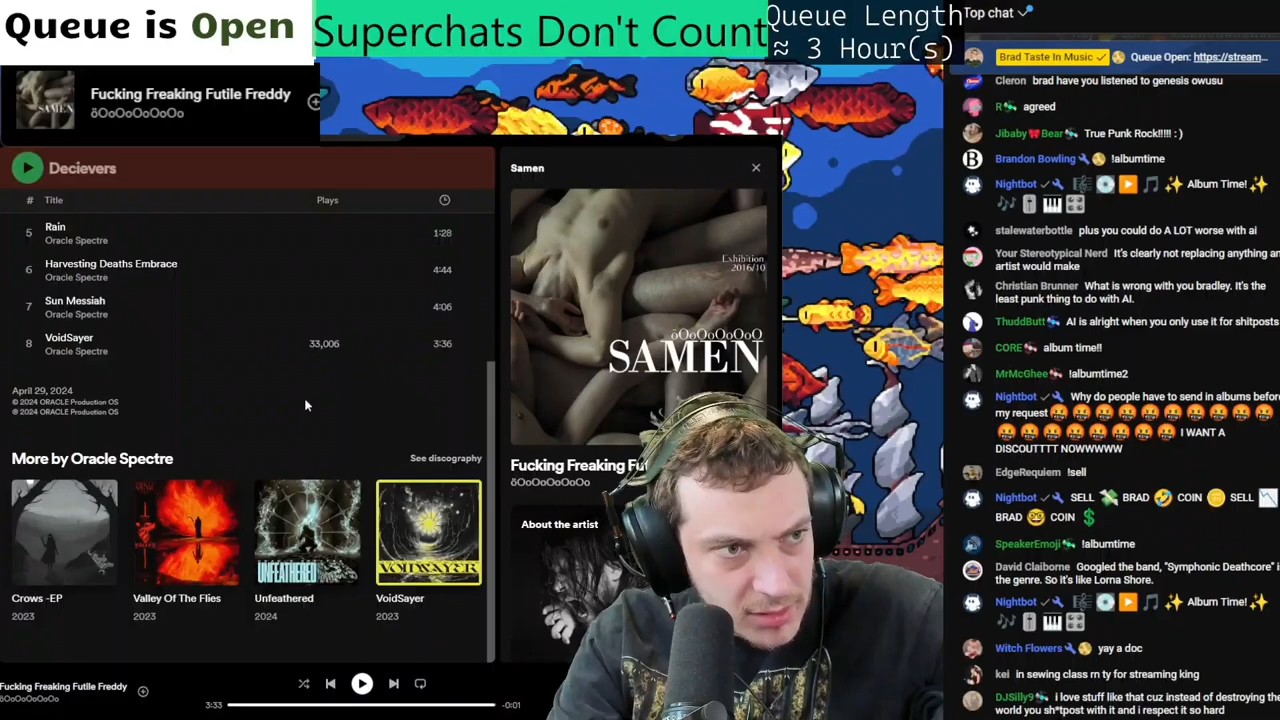 Queue is Open
Superchats Don't Count
Queue Length
≈ 3 Hour(s)
SAMEN
Fucking Freaking Futile Freddy
öOoOoOoOoOo
Decievers
# Title Plays
5 Rain 1:28
Oracle Spectre
6 Harvesting Deaths Embrace 4:44
Oracle Spectre
7 Sun Messiah 4:06
Oracle Spectre
8 VoidSayer 33,006 3:36
Oracle Spectre
April 29, 2024
© 2024 ORACLE Production OS
℗ 2024 ORACLE Production OS
More by Oracle Spectre See discography
UNFEATHERED
Crows -EP
2023
Valley Of The Flies
2023
Unfeathered
2024
VoidSayer
2023
Fucking Freaking Futile Freddy
3:33 -0:01
Samen
Exhibition
2016/10
SAMEN
Fucking Freaking Fu
About the artist
Top chat
Brad Taste In Music Queue Open: https://stream...
Cleron brad have you listened to genesis owusu
R agreed
Jibaby Bear True Punk Rock!!!!! : )
B Brandon Bowling !albumtime
Nightbot Album Time!
stalewaterbottle plus you could do A LOT worse with ai
Your Stereotypical Nerd It's clearly not replacing anything an
artist would make
Christian Brunner What is wrong with you bradley. It's the
least punk thing to do with AI.
ThuddButt AI is alright when you only use it for shitposts
CORE album time!!
MrMcGhee !albumtime2
Nightbot Why do people have to send in albums before
my request
I WANT A
DISCOUTTTT NOWWWWW
EdgeRequiem !sell
Nightbot SELL BRAD COIN SELL
BRAD COIN
SpeakerEmoji !albumtime
David Claiborne Googled the band, "Symphonic Deathcore" is
the genre. So it's like Lorna Shore.
Nightbot Album Time!
Witch Flowers yay a doc
kei in sewing class rn ty for streaming king
DJSilly9 i love stuff like that cuz instead of destroying the
world you sh*tpost with it and i respect it so hard